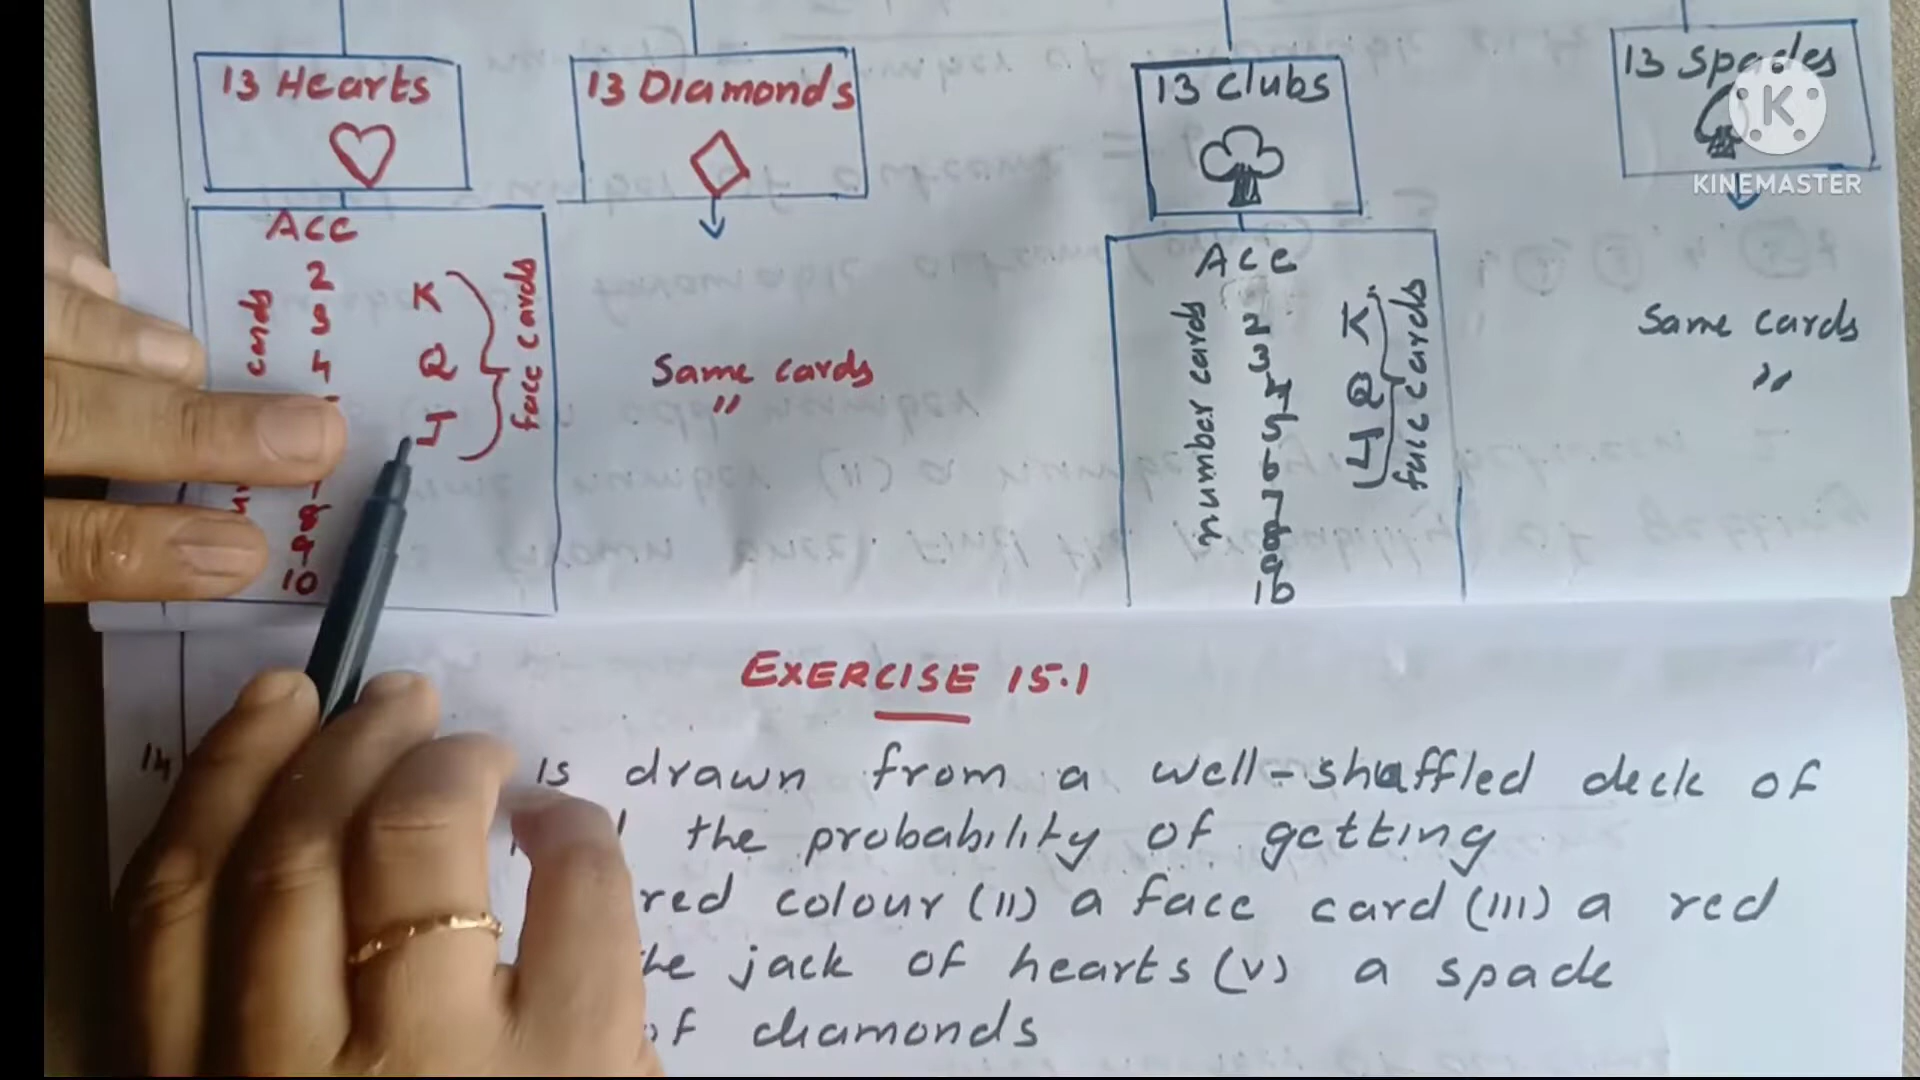 13 Hearts
13 Diamonds
13 Clubs
13 Spades
KINEMASTER
Ace
2
3
4
8
9
10
cards
K
Q
J
face cards
Same cards
"
Ace
2
3
4
5
6
7
8
9
10
number cards
K
Q
J
face cards
Same cards
"
EXERCISE 15.1
14
is drawn from a well-shuffled deck of
the probability of getting
red colour (ii) a face card (iii) a red
jack of hearts (v) a spade
of diamonds